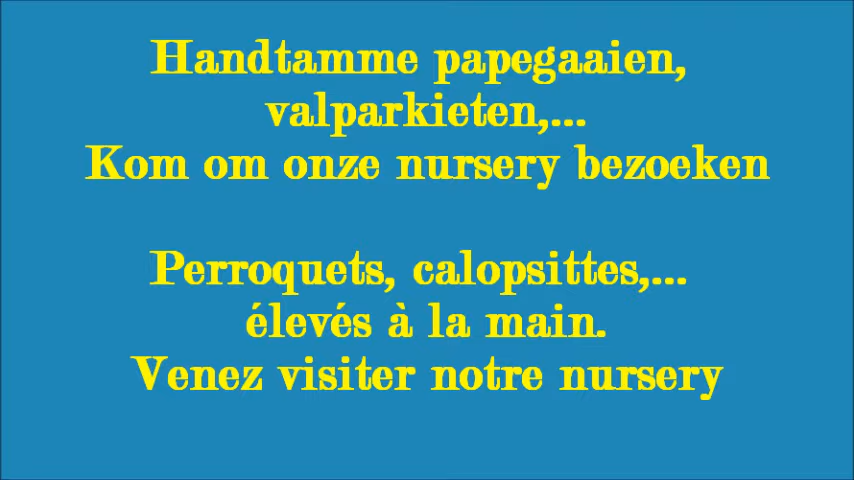 Handtamme papegaaien,
valparkieten,...
Kom om onze nursery bezoeken
Perroquets, calopsittes,...
élevés à la main.
Venez visiter notre nursery